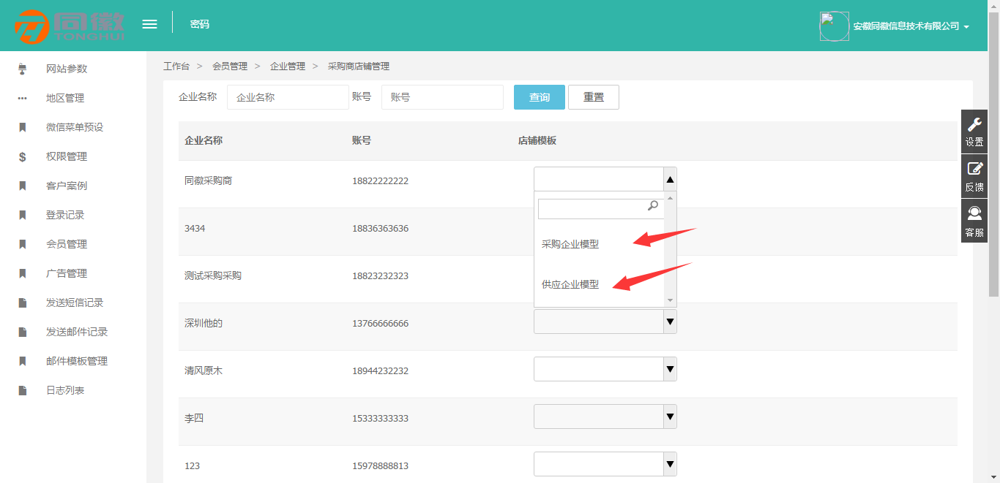 同徽
TONGHUI
密码
安徽同徽信息技术有限公司
网站参数
地区管理
微信菜单预设
权限管理
客户案例
登录记录
会员管理
广告管理
发送短信记录
发送邮件记录
邮件模板管理
日志列表
工作台 > 会员管理 > 企业管理 > 采购商店铺管理
企业名称 企业名称 账号 账号 查询 重置
企业名称 账号 店铺模板
同徽采购商 18822222222
3434 18836363636
采购企业模型
测试采购采购 18823232323
供应企业模型
深圳他的 13766666666
清风原木 18944232232
李四 15333333333
123 15978888813
设置
反馈
客服